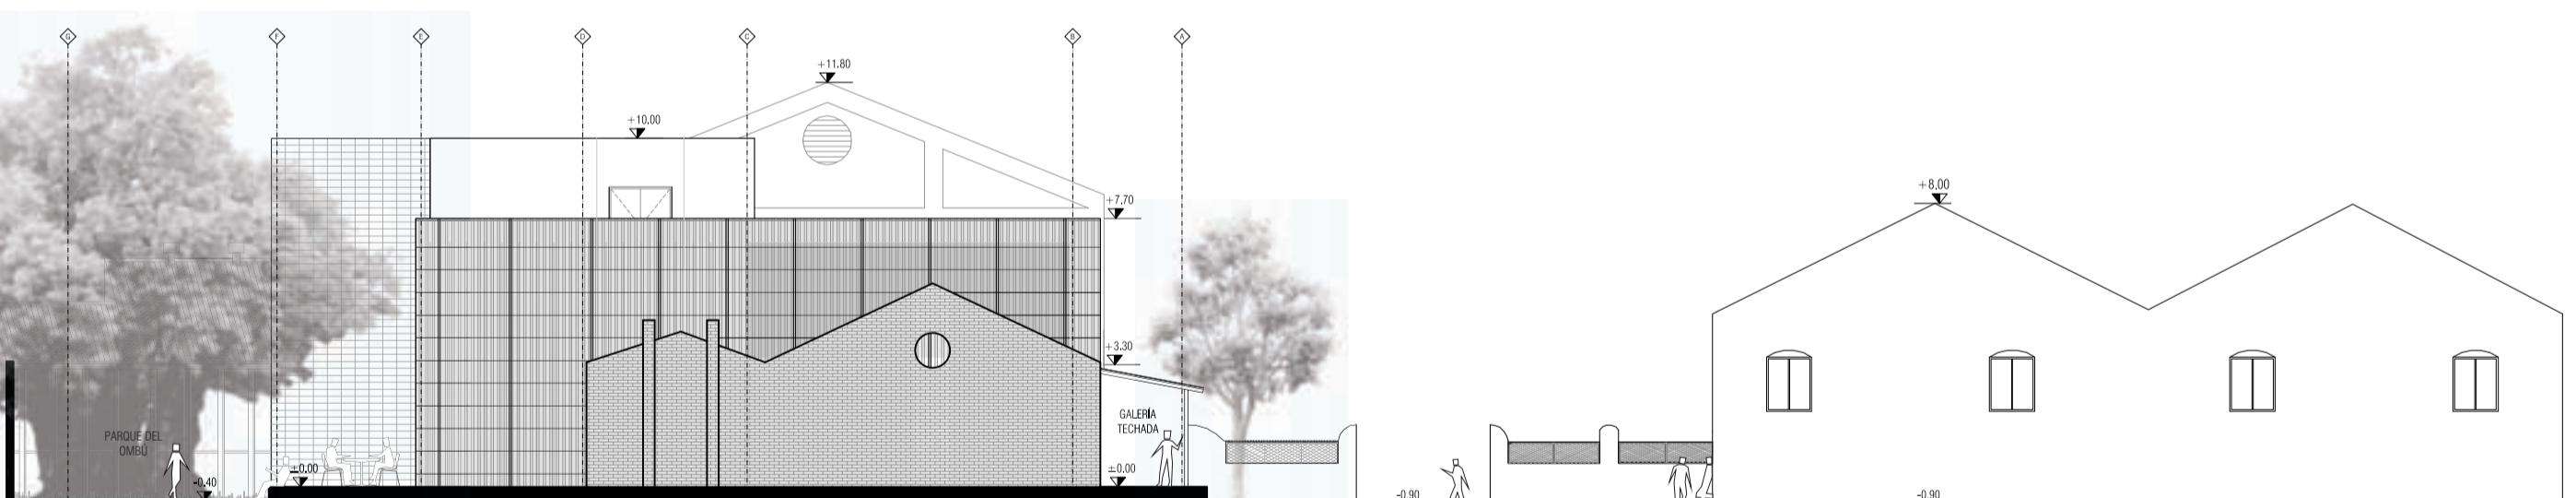 G F E D C B A
+11.80
+10.00
+8.00
+7.70
+3.30
GALERÍA
TECHADA
PARQUE DEL
OMBÚ
±0.00
±0.00
-0.40
-0.90
-0.90